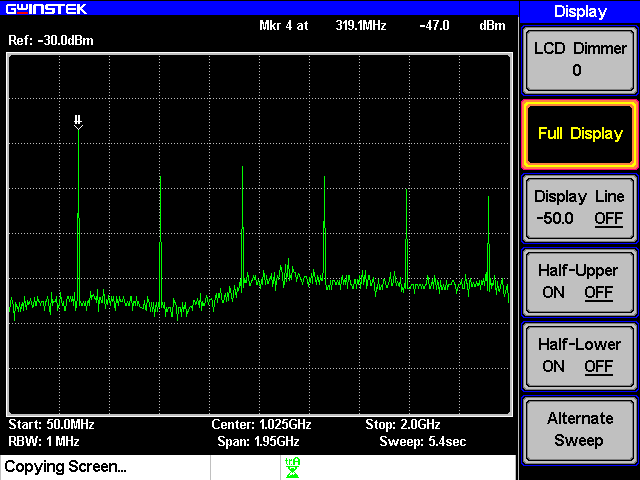 GWINSTEK
Display
Mkr 4 at 319.1MHz -47.0 dBm
Ref: -30.0dBm
LCD Dimmer
0
Full Display
Display Line
-50.0 OFF
Half-Upper
ON OFF
Half-Lower
ON OFF
Alternate
Sweep
Start: 50.0MHz Center: 1.025GHz Stop: 2.0GHz
RBW: 1 MHz Span: 1.95GHz Sweep: 5.4sec
Copying Screen...
trA